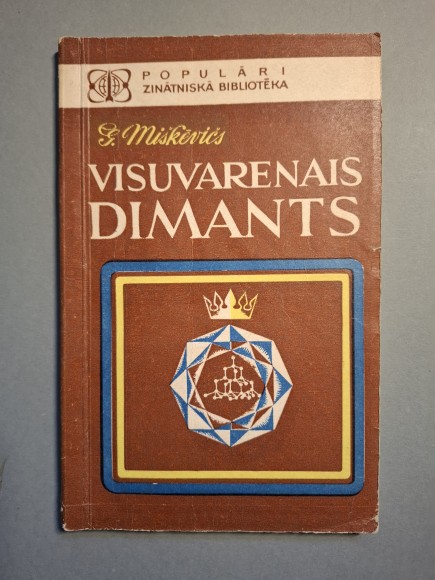 POPULĀRI
ZINĀTNISKĀ BIBLIOTĒKA
G. Miškēvičs
VISUVARENAIS
DIMANTS